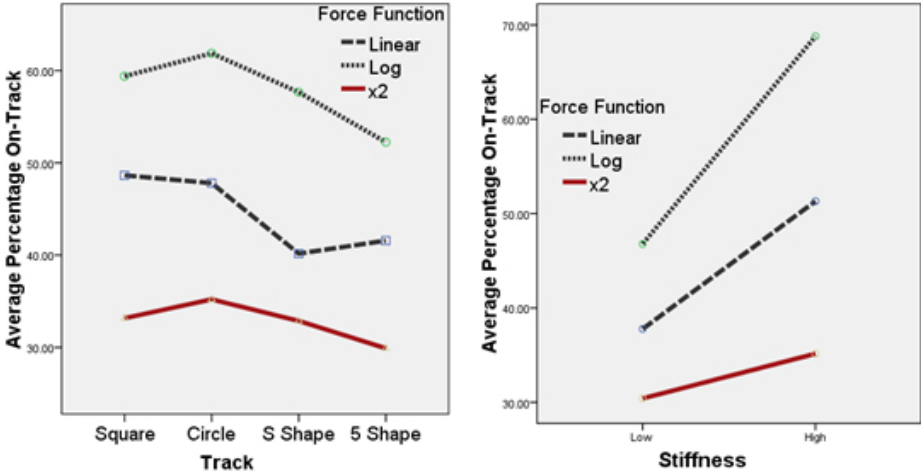 Force Function
Linear
Log
x2
60.00
50.00
40.00
30.00
Average Percentage On-Track
Square Circle S Shape 5 Shape
Track
70.00
60.00
50.00
40.00
30.00
Average Percentage On-Track
Force Function
Linear
Log
x2
Low High
Stiffness